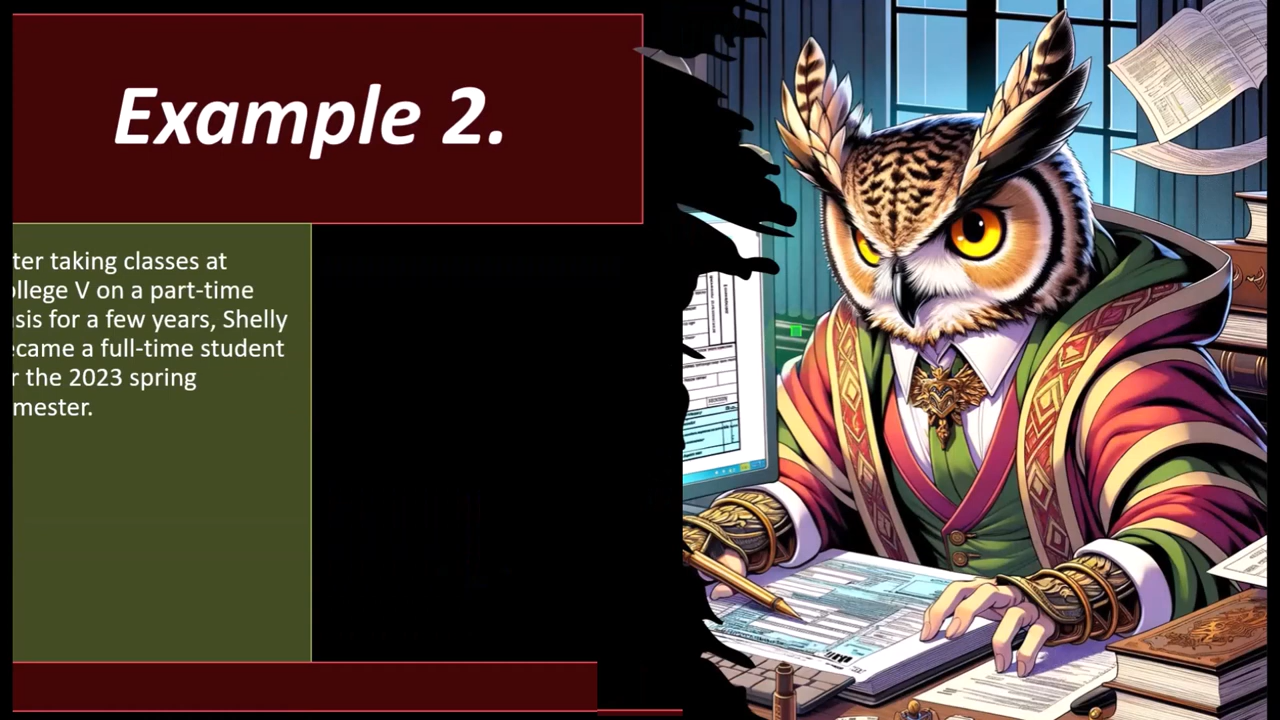 Example 2.
ter taking classes at
ollege V on a part-time
sis for a few years, Shelly
ecame a full-time student
r the 2023 spring
mester.